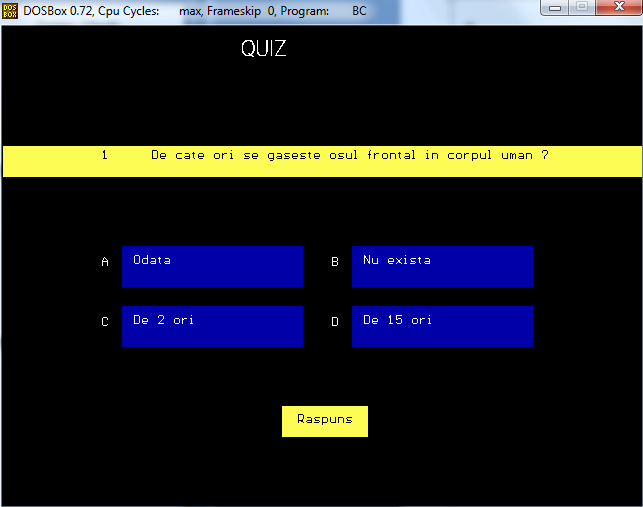 DOSBox 0.72, Cpu Cycles: max, Frameskip 0, Program: BC
QUIZ
1 De cate ori se gaseste osul frontal in corpul uman ?
A Odata
B Nu exista
C De 2 ori
D De 15 ori
Raspuns